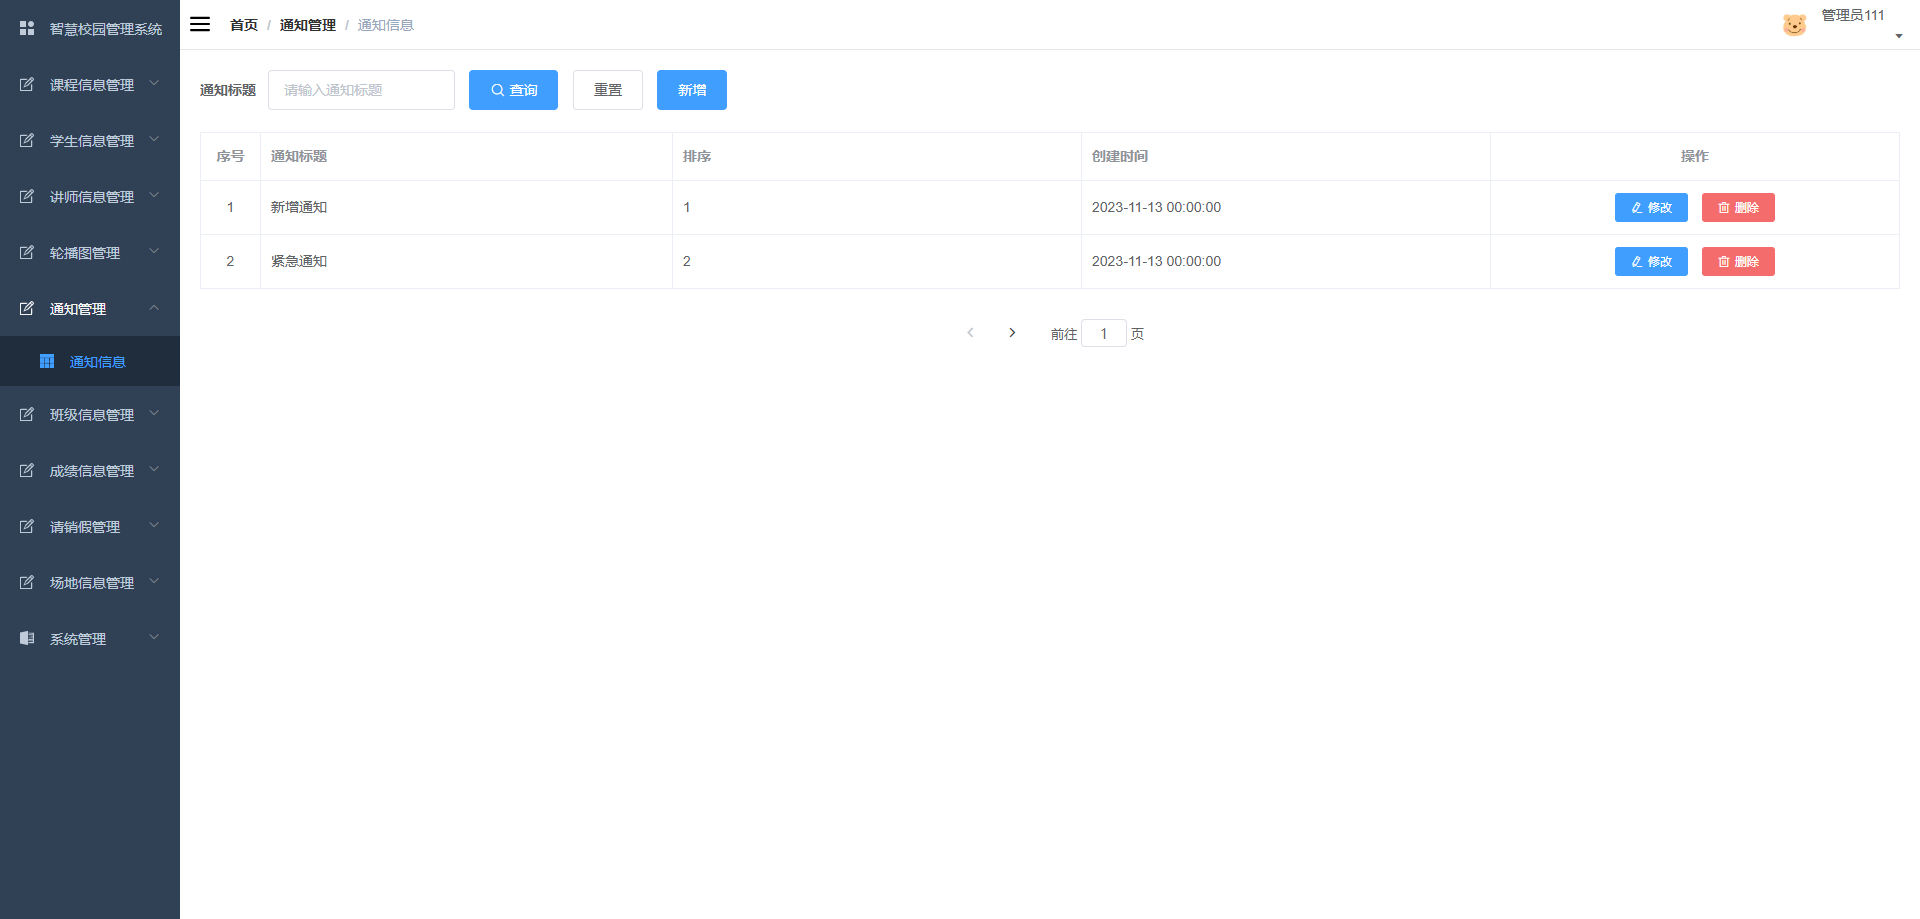 智慧校园管理系统
课程信息管理
学生信息管理
讲师信息管理
轮播图管理
通知管理
通知信息
班级信息管理
成绩信息管理
请销假管理
场地信息管理
系统管理
首页 / 通知管理 / 通知信息
管理员111
通知标题 请输入通知标题 查询 重置 新增
序号 通知标题 排序 创建时间 操作
1 新增通知 1 2023-11-13 00:00:00 修改 删除
2 紧急通知 2 2023-11-13 00:00:00 修改 删除
前往 1 页